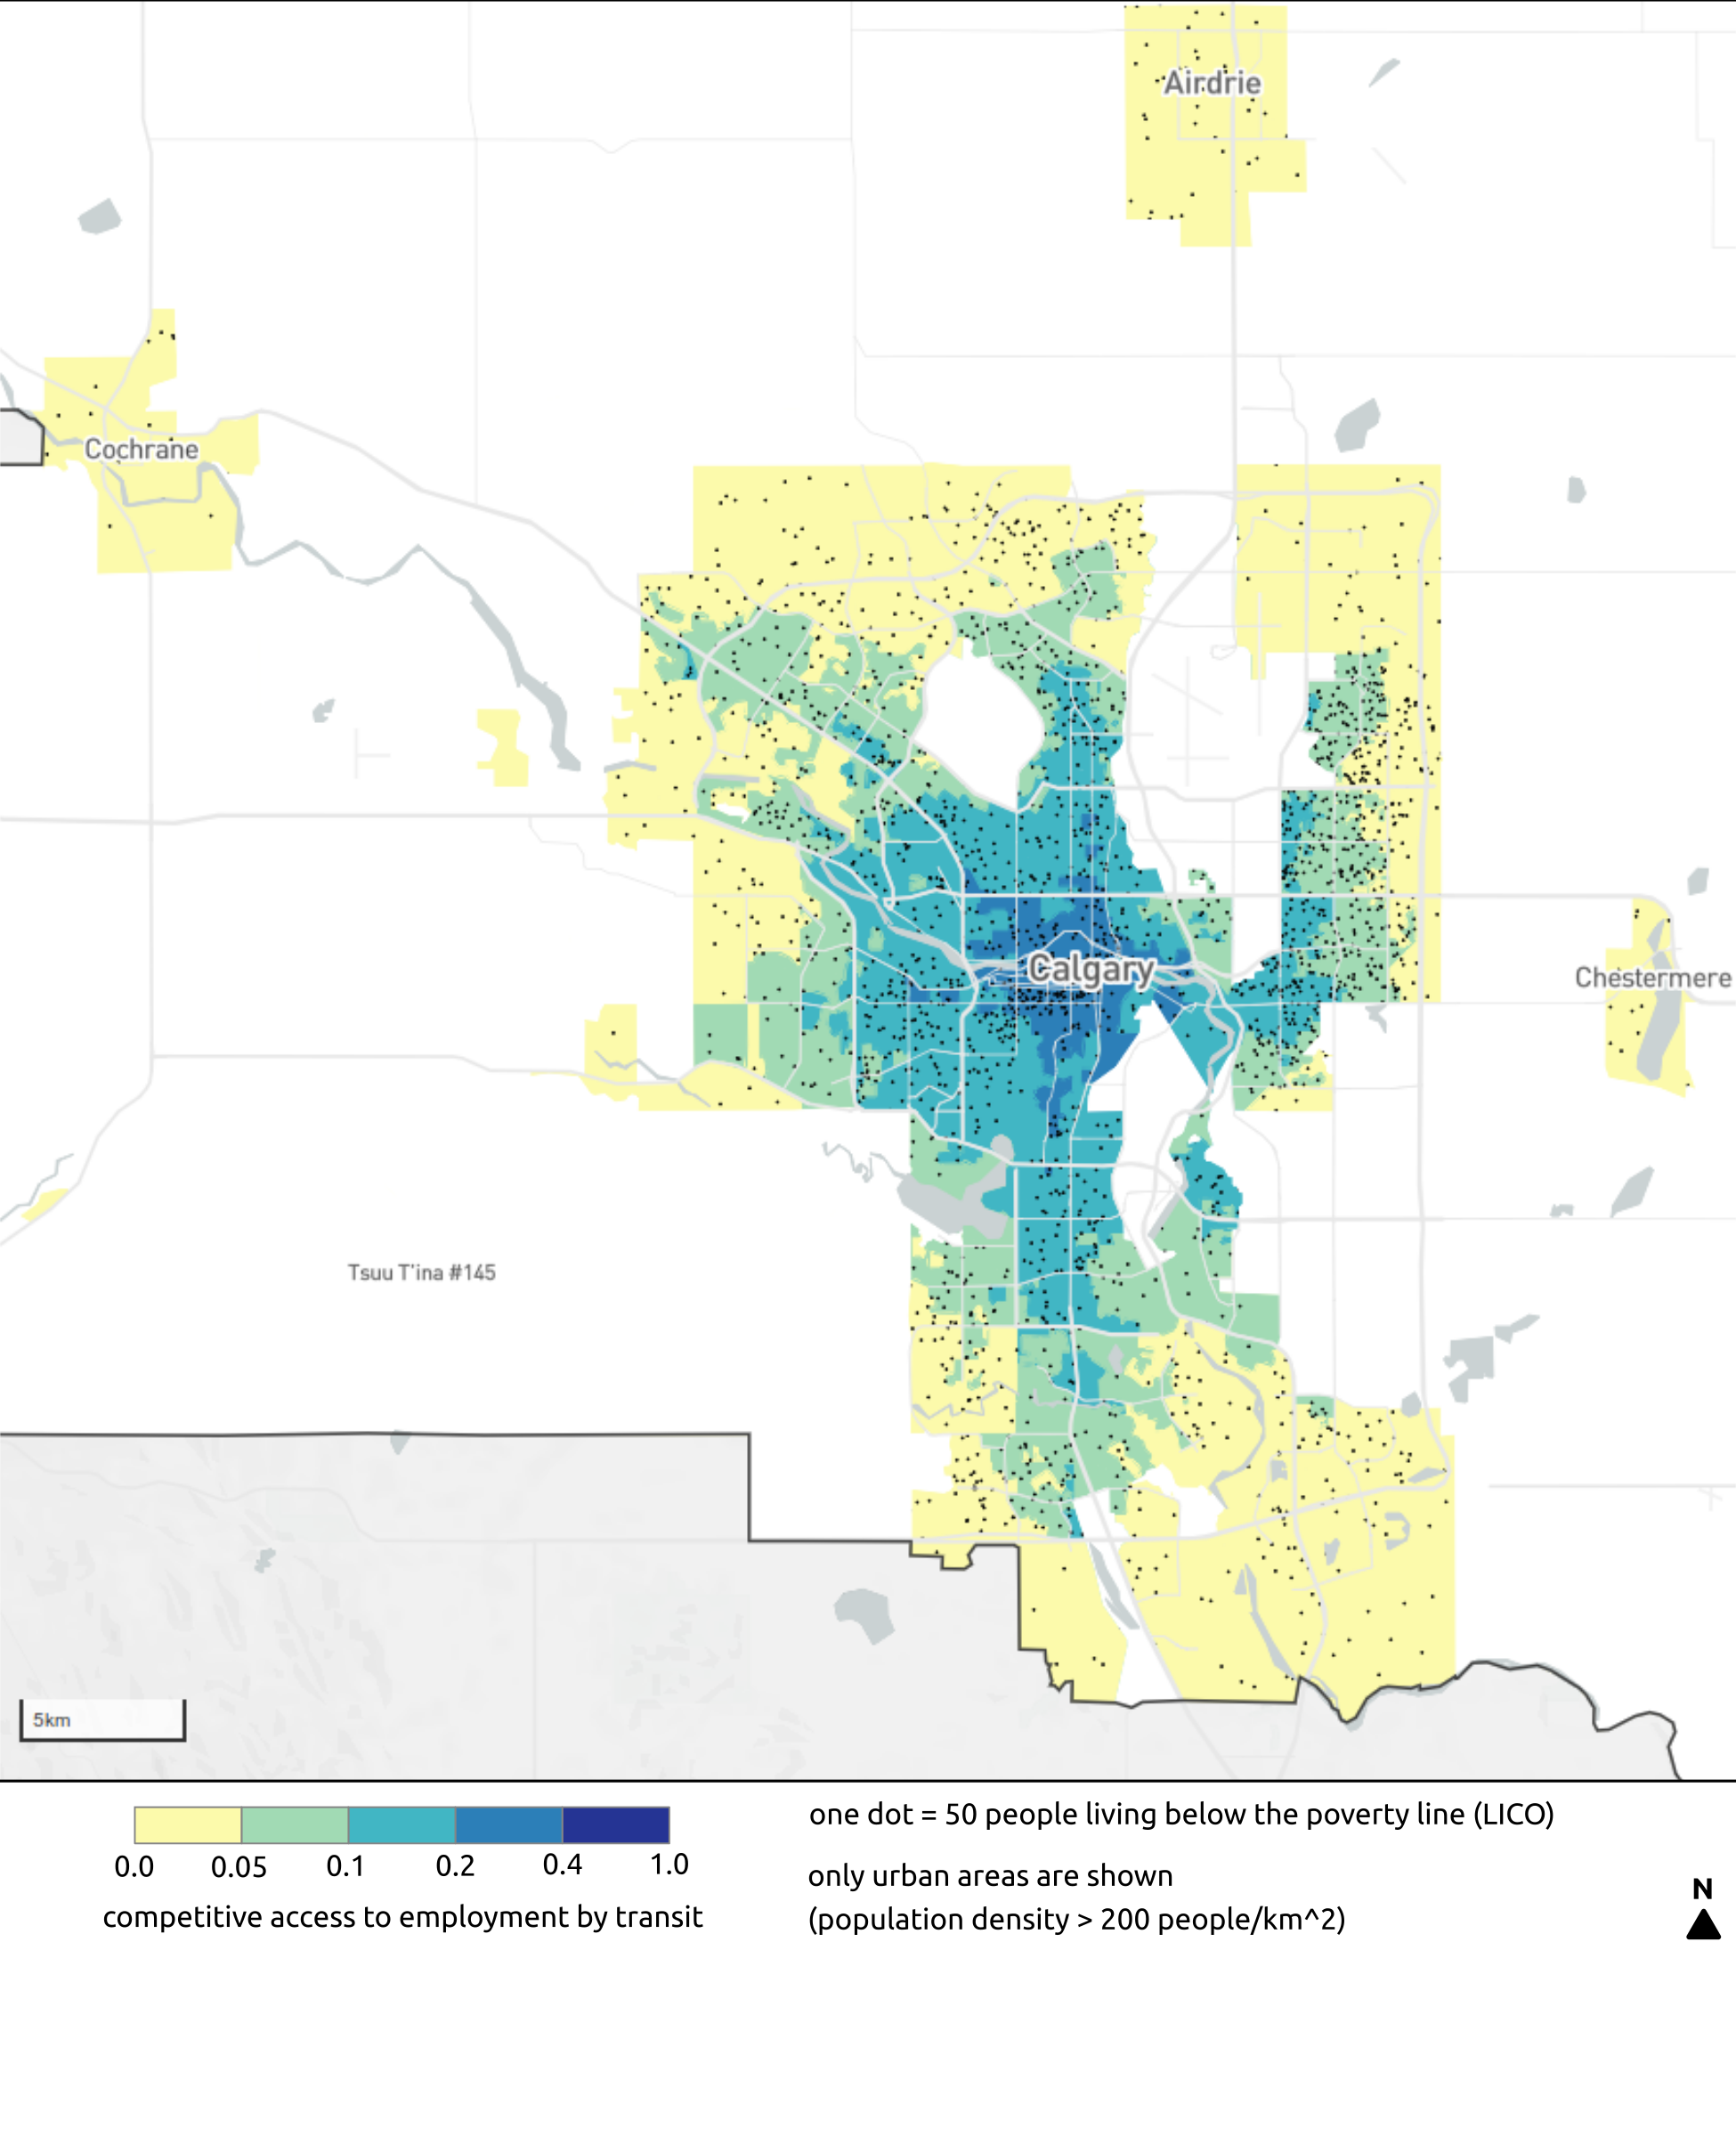 Airdrie
Cochrane
Calgary
Chestermere
Tsuu T'ina #145
5km
0.0 0.05 0.1 0.2 0.4 1.0
competitive access to employment by transit
one dot = 50 people living below the poverty line (LICO)
only urban areas are shown
(population density > 200 people/km^2)
N